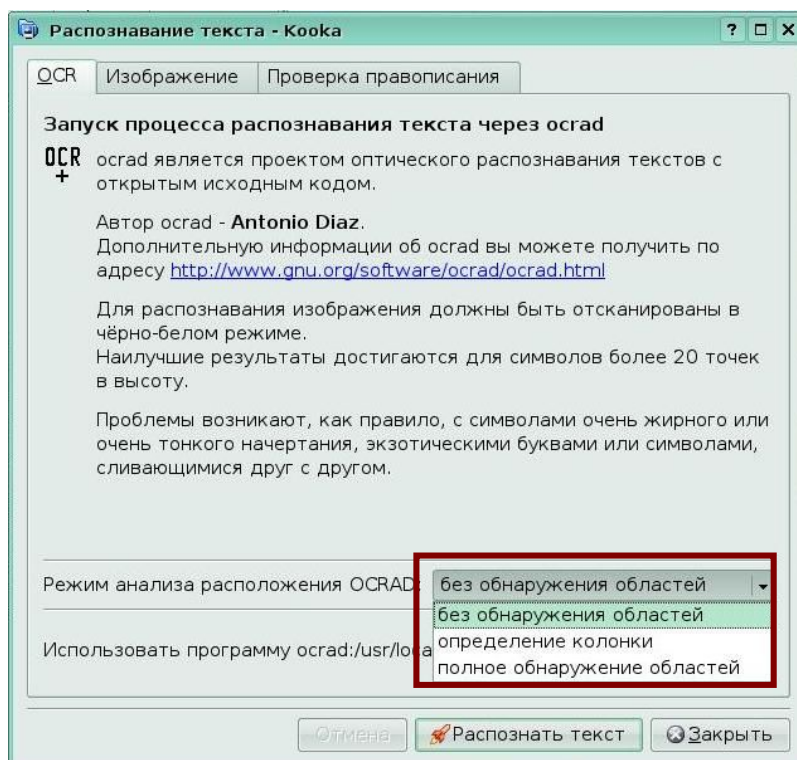 Распознавание текста - Kooka
OCR Изображение Проверка правописания
Запуск процесса распознавания текста через ocrad
OCR
+
ocrad является проектом оптического распознавания текстов с
открытым исходным кодом.
Автор ocrad - Antonio Diaz.
Дополнительную информации об ocrad вы можете получить по
адресу http://www.gnu.org/software/ocrad/ocrad.html
Для распознавания изображения должны быть отсканированы в
чёрно-белом режиме.
Наилучшие результаты достигаются для символов более 20 точек
в высоту.
Проблемы возникают, как правило, с символами очень жирного или
очень тонкого начертания, экзотическими буквами или символами,
сливающимися друг с другом.
Режим анализа расположения OCRAD: без обнаружения областей
без обнаружения областей
определение колонки
полное обнаружение областей
Использовать программу ocrad:/usr/loca
Отмена Распознать текст Закрыть